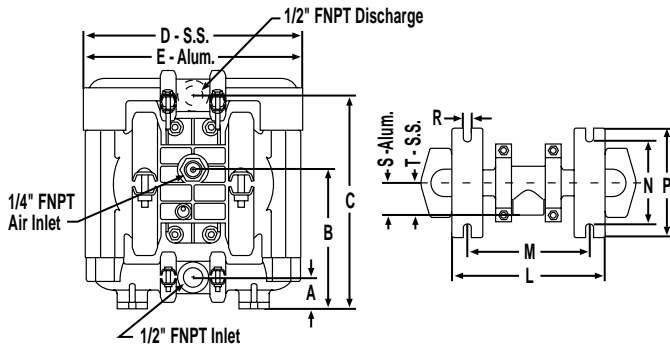 1/2" FNPT Discharge
D - S.S.
E - Alum.
1/4" FNPT
Air Inlet
C
B
A
1/2" FNPT Inlet
S -Alum.
T - S.S.
R
N
P
M
L